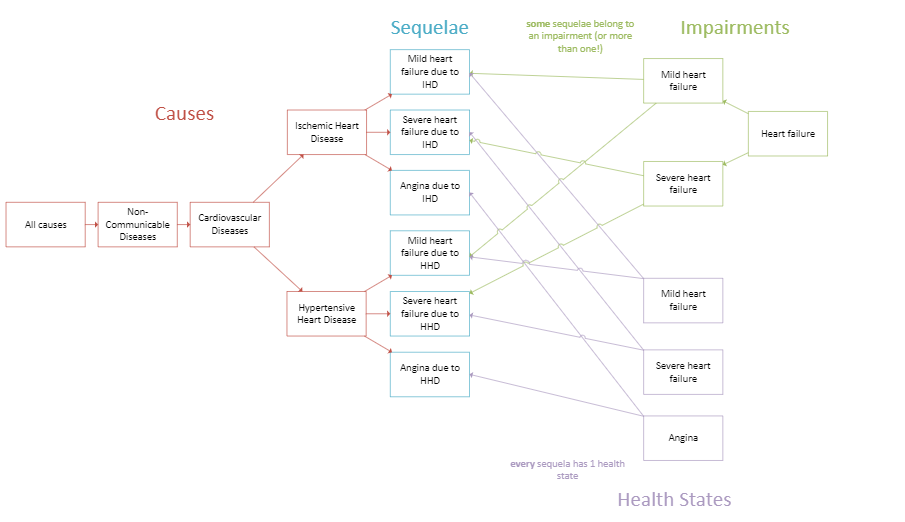 Sequelae
some sequelae belong to
an impairment (or more
than one!)
Impairments
Mild heart
failure due to
IHD
Mild heart
failure
Causes
Ischemic Heart
Disease
Severe heart
failure due to
IHD
Heart failure
Angina due to
IHD
Severe heart
failure
All causes
Non-
Communicable
Diseases
Cardiovascular
Diseases
Mild heart
failure due to
HHD
Hypertensive
Heart Disease
Severe heart
failure due to
HHD
Mild heart
failure
Angina due to
HHD
Severe heart
failure
Angina
every sequela has 1 health
state
Health States